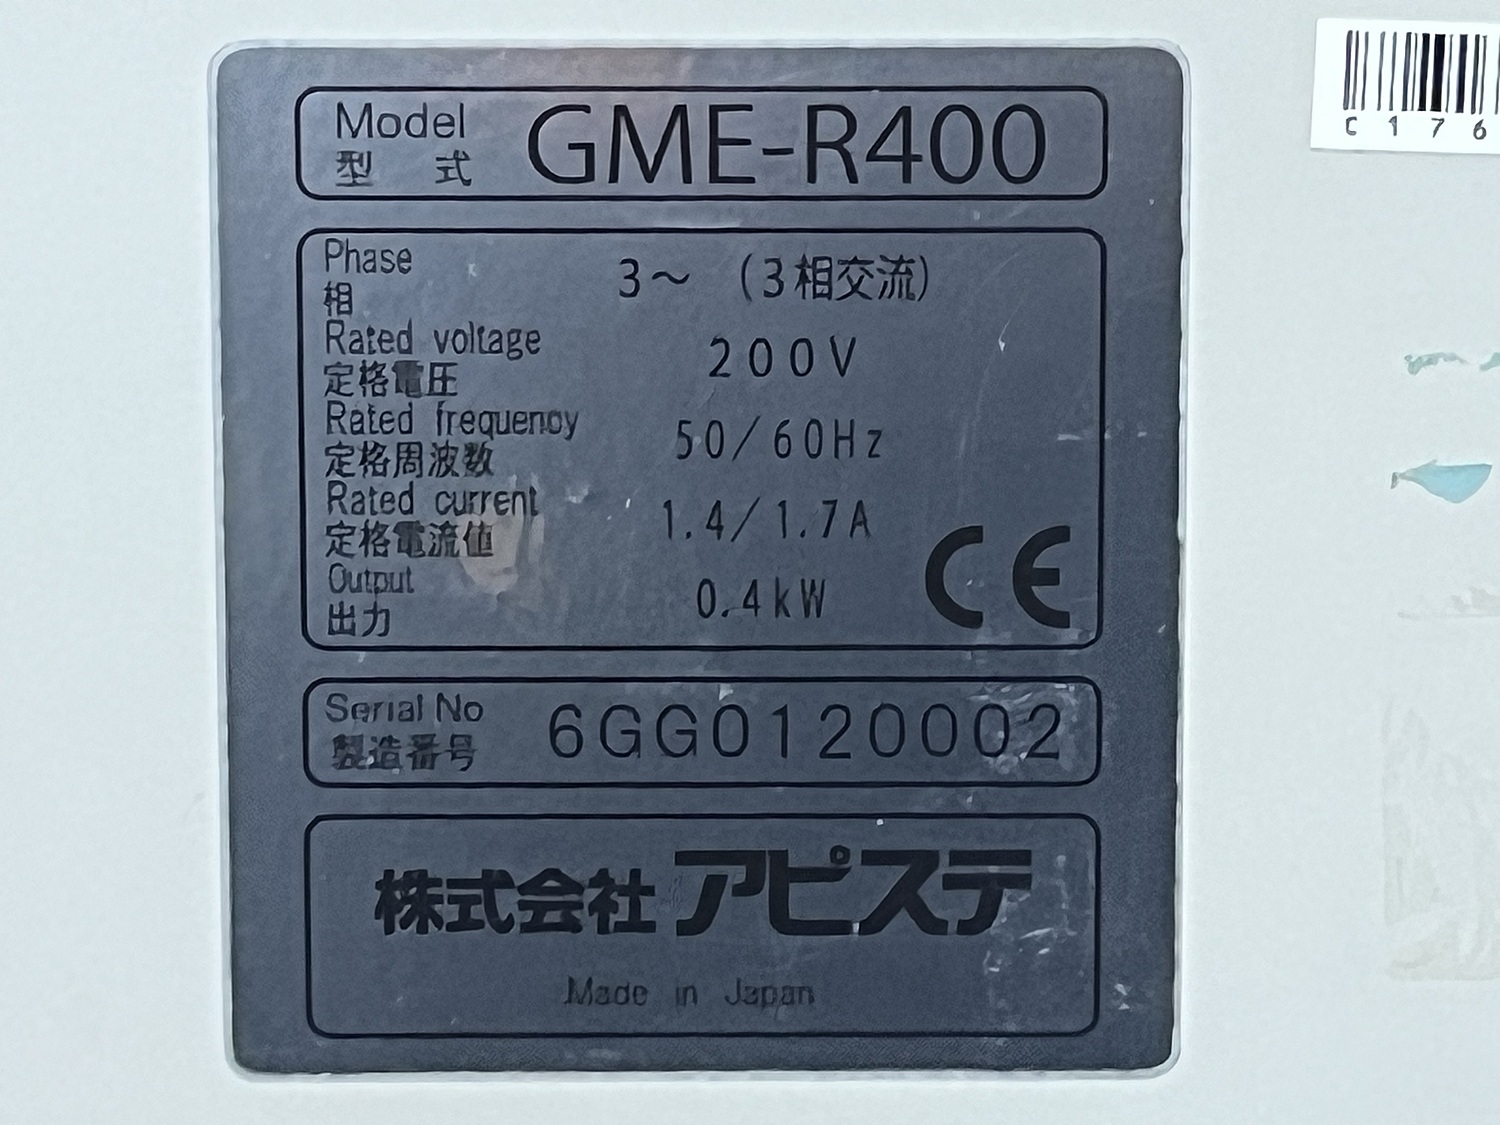 Model GME-R400
型 式
Phase 3～ (3相交流)
相
Rated voltage 200V
定格電圧
Rated frequency 50/60Hz
定格周波数
Rated current 1.4/1.7A
定格電流値
Output 0.4kW
出力
CE
Serial No 6GG0120002
製造番号
株式会社アピステ
Made in Japan
C176